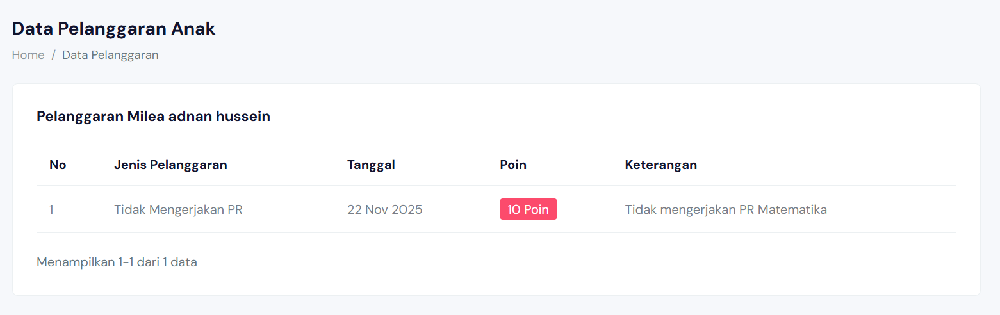 Data Pelanggaran Anak
Home / Data Pelanggaran
Pelanggaran Milea adnan hussein
No Jenis Pelanggaran Tanggal Poin Keterangan
1 Tidak Mengerjakan PR 22 Nov 2025 10 Poin Tidak mengerjakan PR Matematika
Menampilkan 1-1 dari 1 data